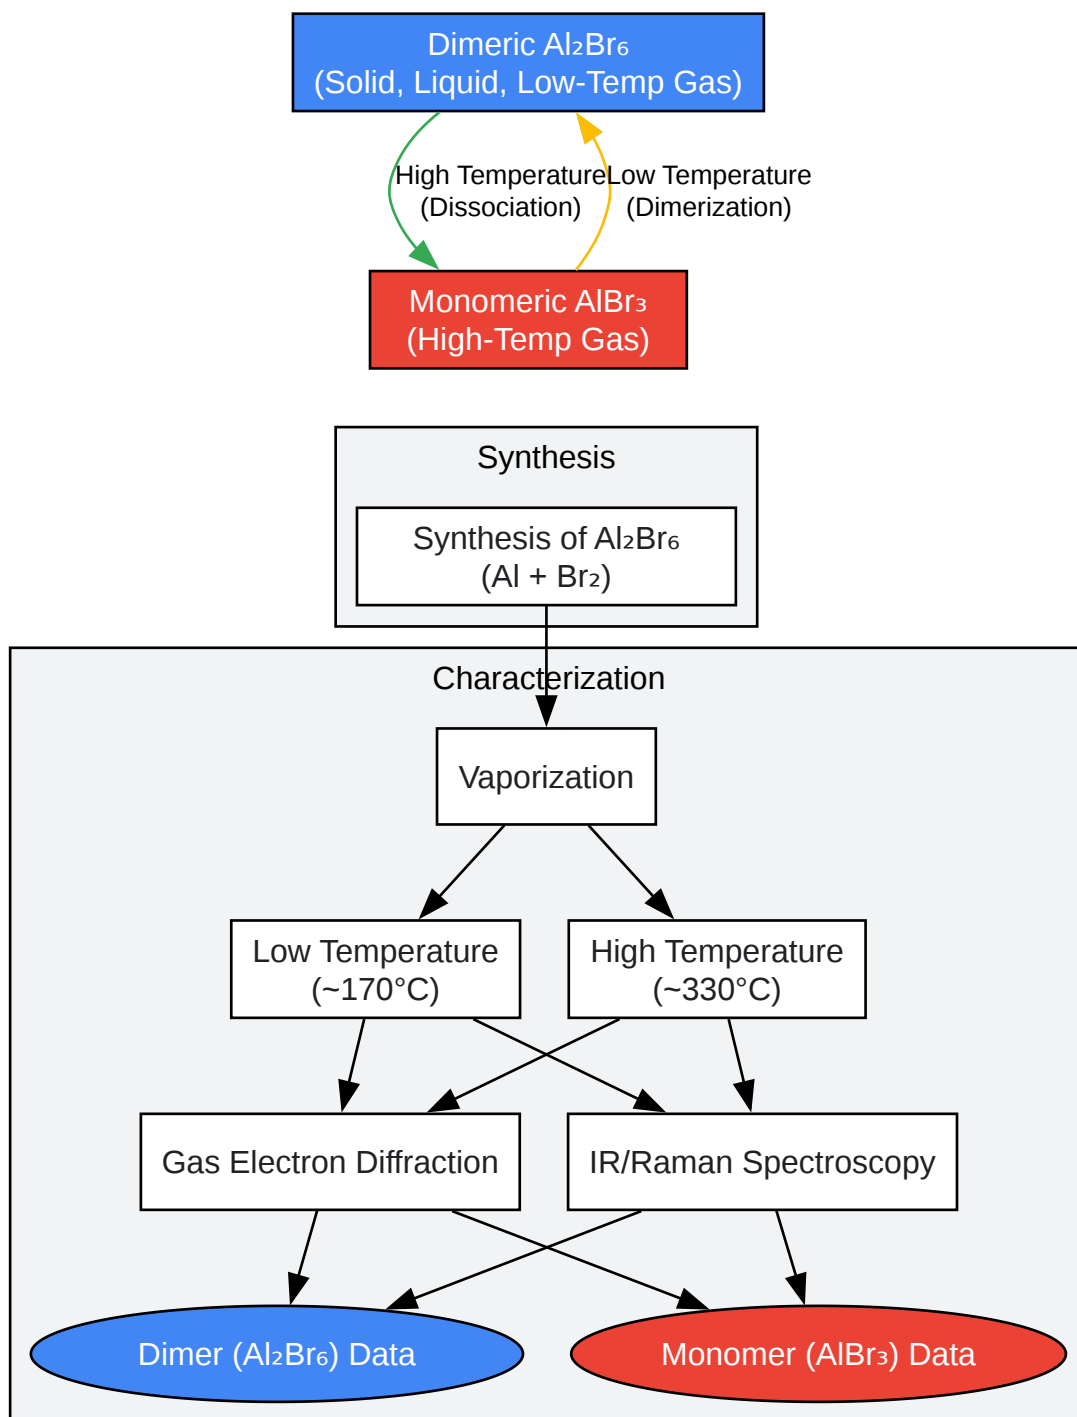 Dimeric Al₂Br₆
(Solid, Liquid, Low-Temp Gas)
High Temperature
(Dissociation)
Low Temperature
(Dimerization)
Monomeric AlBr₃
(High-Temp Gas)
Synthesis
Synthesis of Al₂Br₆
(Al + Br₂)
Characterization
Vaporization
Low Temperature
(~170°C)
High Temperature
(~330°C)
Gas Electron Diffraction
IR/Raman Spectroscopy
Dimer (Al₂Br₆) Data
Monomer (AlBr₃) Data